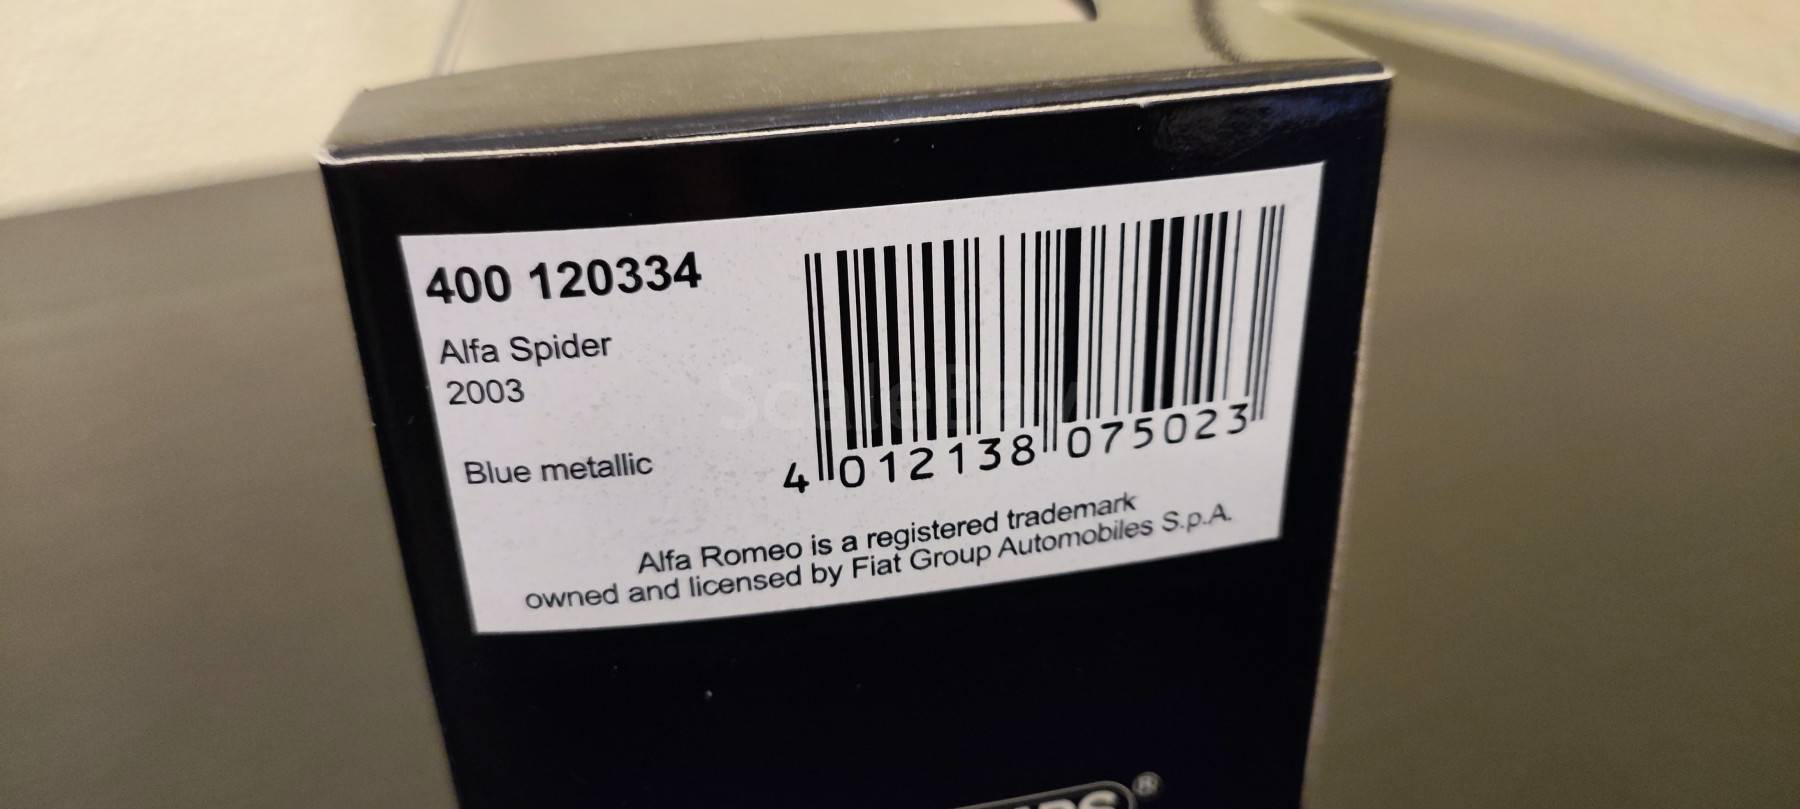 400 120334
Alfa Spider
2003
Blue metallic
4 012138 075023
Alfa Romeo is a registered trademark
owned and licensed by Fiat Group Automobiles S.p.A.
ScaleBay
®